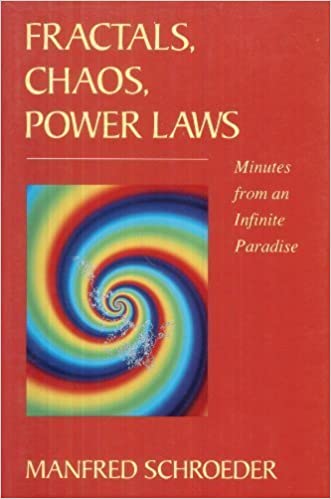 FRACTALS,
CHAOS,
POWER LAWS
Minutes
from an
Infinite
Paradise
MANFRED SCHROEDER